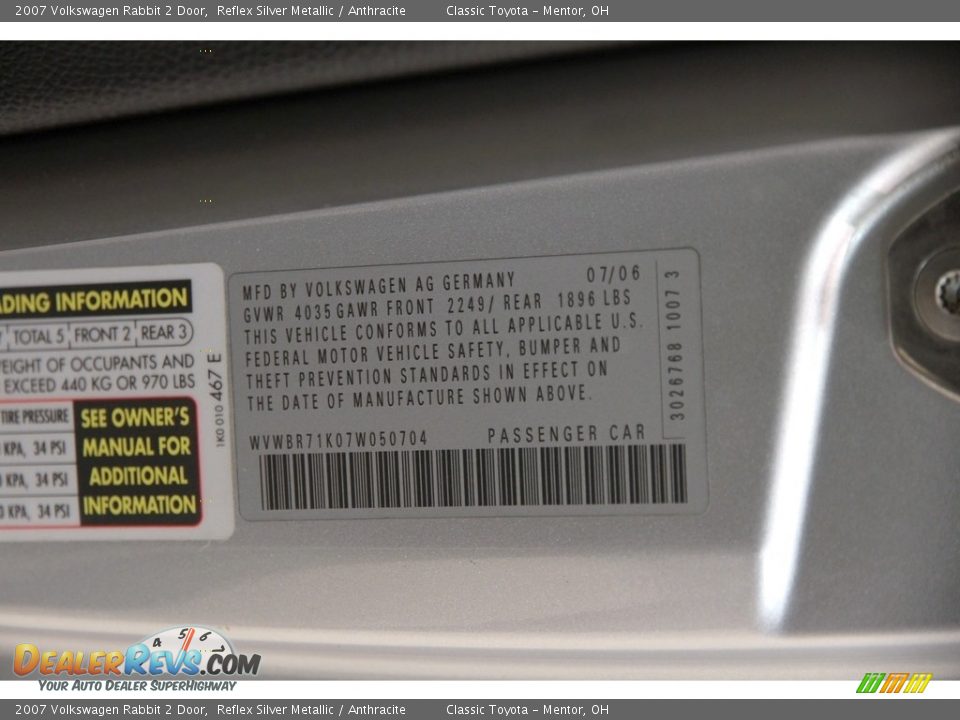 2007 Volkswagen Rabbit 2 Door, Reflex Silver Metallic / Anthracite Classic Toyota - Mentor, OH
ADING INFORMATION
TOTAL 5 FRONT 2 REAR 3
EIGHT OF OCCUPANTS AND
EXCEED 440 KG OR 970 LBS
TIRE PRESSURE
KPA, 34 PSI
KPA, 34 PSI
0 KPA, 34 PSI
SEE OWNER'S
MANUAL FOR
ADDITIONAL
INFORMATION
1K0 010 467 E
MFD BY VOLKSWAGEN AG GERMANY 07/06
GVWR 4035 GAWR FRONT 2249/ REAR 1896 LBS
THIS VEHICLE CONFORMS TO ALL APPLICABLE U.S.
FEDERAL MOTOR VEHICLE SAFETY, BUMPER AND
THEFT PREVENTION STANDARDS IN EFFECT ON
THE DATE OF MANUFACTURE SHOWN ABOVE.
WVWBR71K07W050704 PASSENGER CAR
3026768 1007 3
4 5 6
DEALERREVS.COM
YOUR AUTO DEALER SUPERHIGHWAY
2007 Volkswagen Rabbit 2 Door, Reflex Silver Metallic / Anthracite Classic Toyota - Mentor, OH